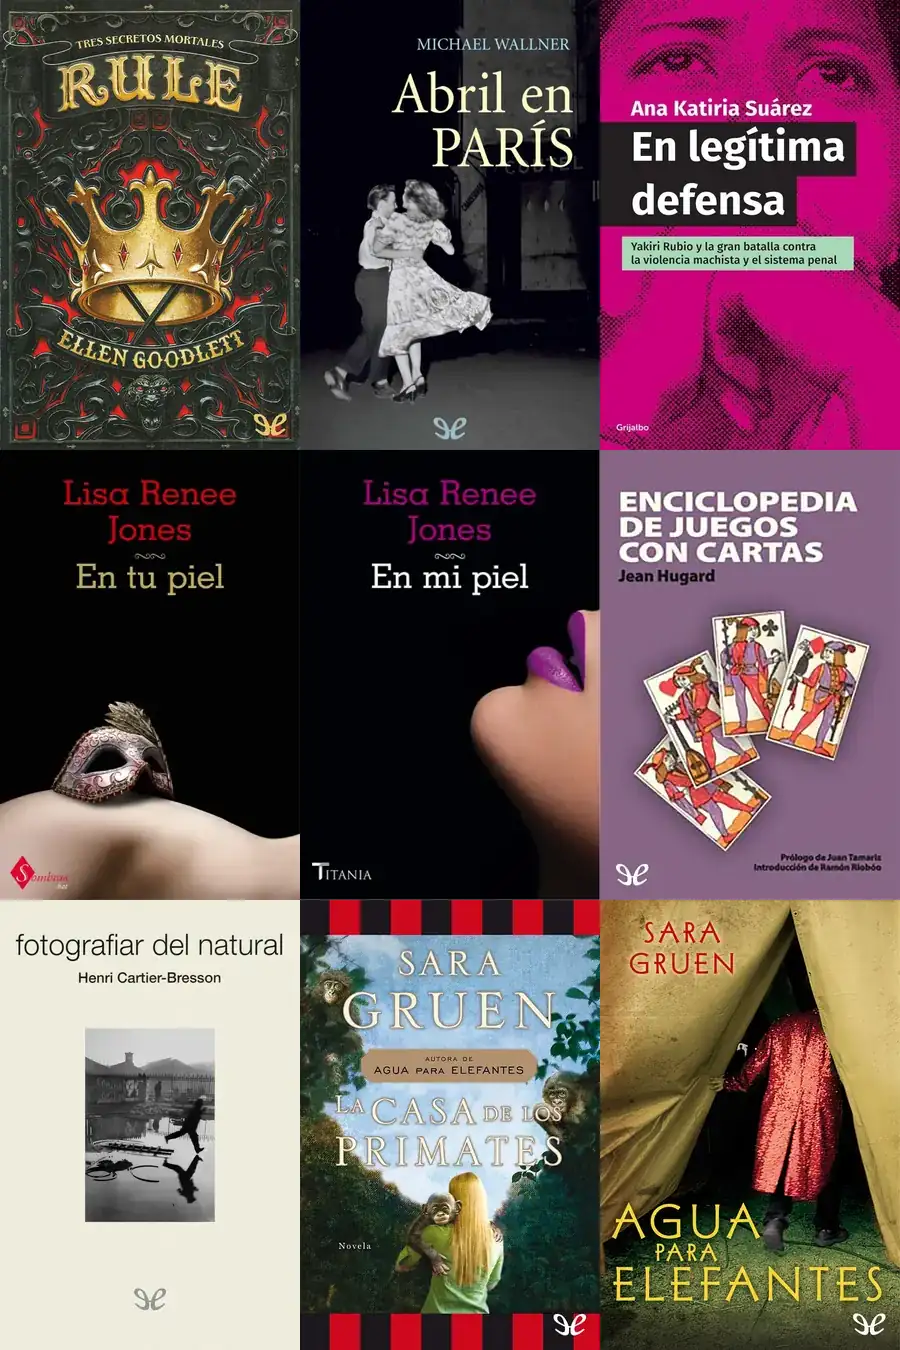 TRES SECRETOS MORTALES
RULE
ELLEN GOODLETT
MICHAEL WALLNER
Abril en
PARÍS
Ana Katiria Suárez
En legítima
defensa
Yakiri Rubio y la gran batalla contra
la violencia machista y el sistema penal
Grijalbo
Lisa Renee
Jones
En tu piel
Lisa Renee
Jones
En mi piel
TITANIA
ENCICLOPEDIA
DE JUEGOS
CON CARTAS
Jean Hugard
Prólogo de Juan Tamariz
Introducción de Ramón Riobóo
fotografiar del natural
Henri Cartier-Bresson
SARA
GRUEN
AUTORA DE
AGUA PARA ELEFANTES
LA CASA DE LOS
PRIMATES
Novela
SARA
GRUEN
AGUA
PARA
ELEFANTES